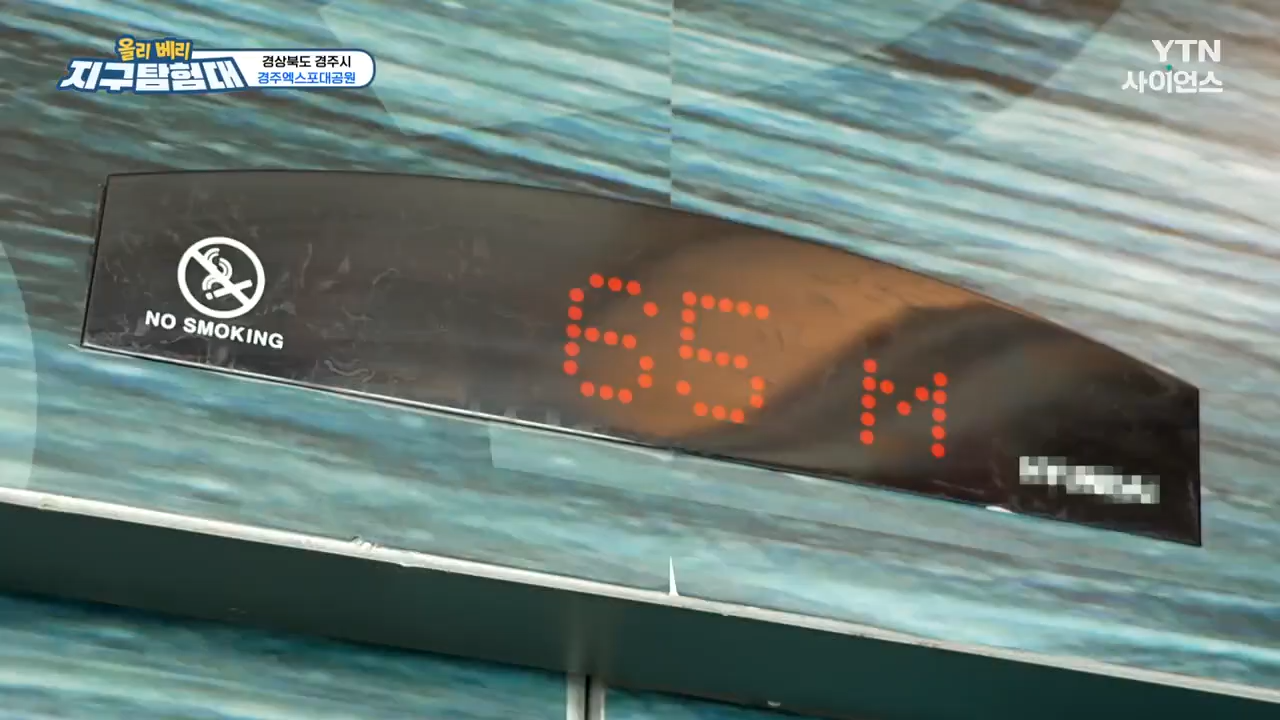 올리 베리
지구탐험대
경상북도 경주시
경주엑스포대공원
YTN
사이언스
NO SMOKING
65 M